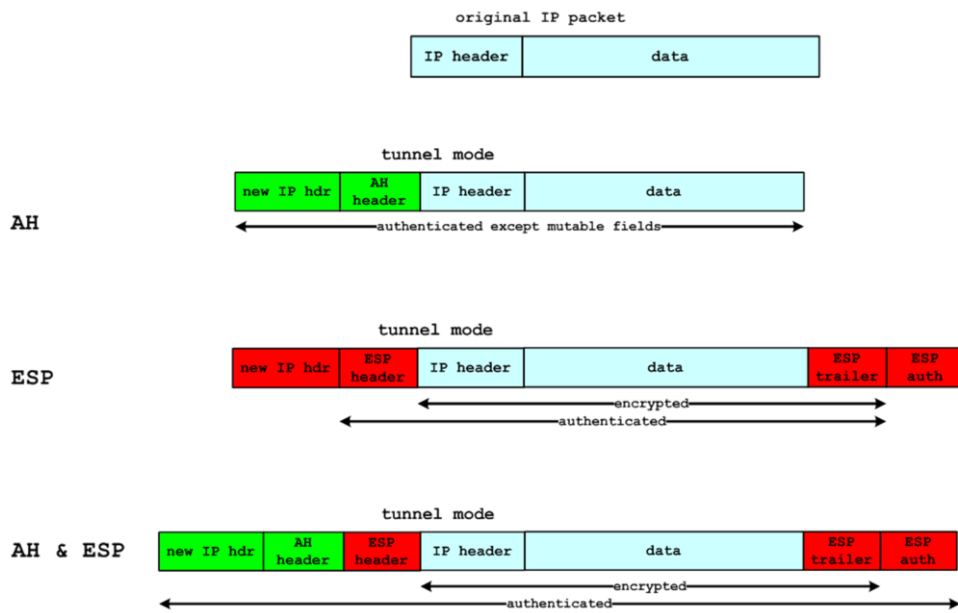 original IP packet
IP header data
tunnel mode
AH
new IP hdr AH header IP header data
authenticated except mutable fields
tunnel mode
ESP
new IP hdr ESP header IP header data ESP trailer ESP auth
encrypted
authenticated
tunnel mode
AH & ESP
new IP hdr AH header ESP header IP header data ESP trailer ESP auth
encrypted
authenticated